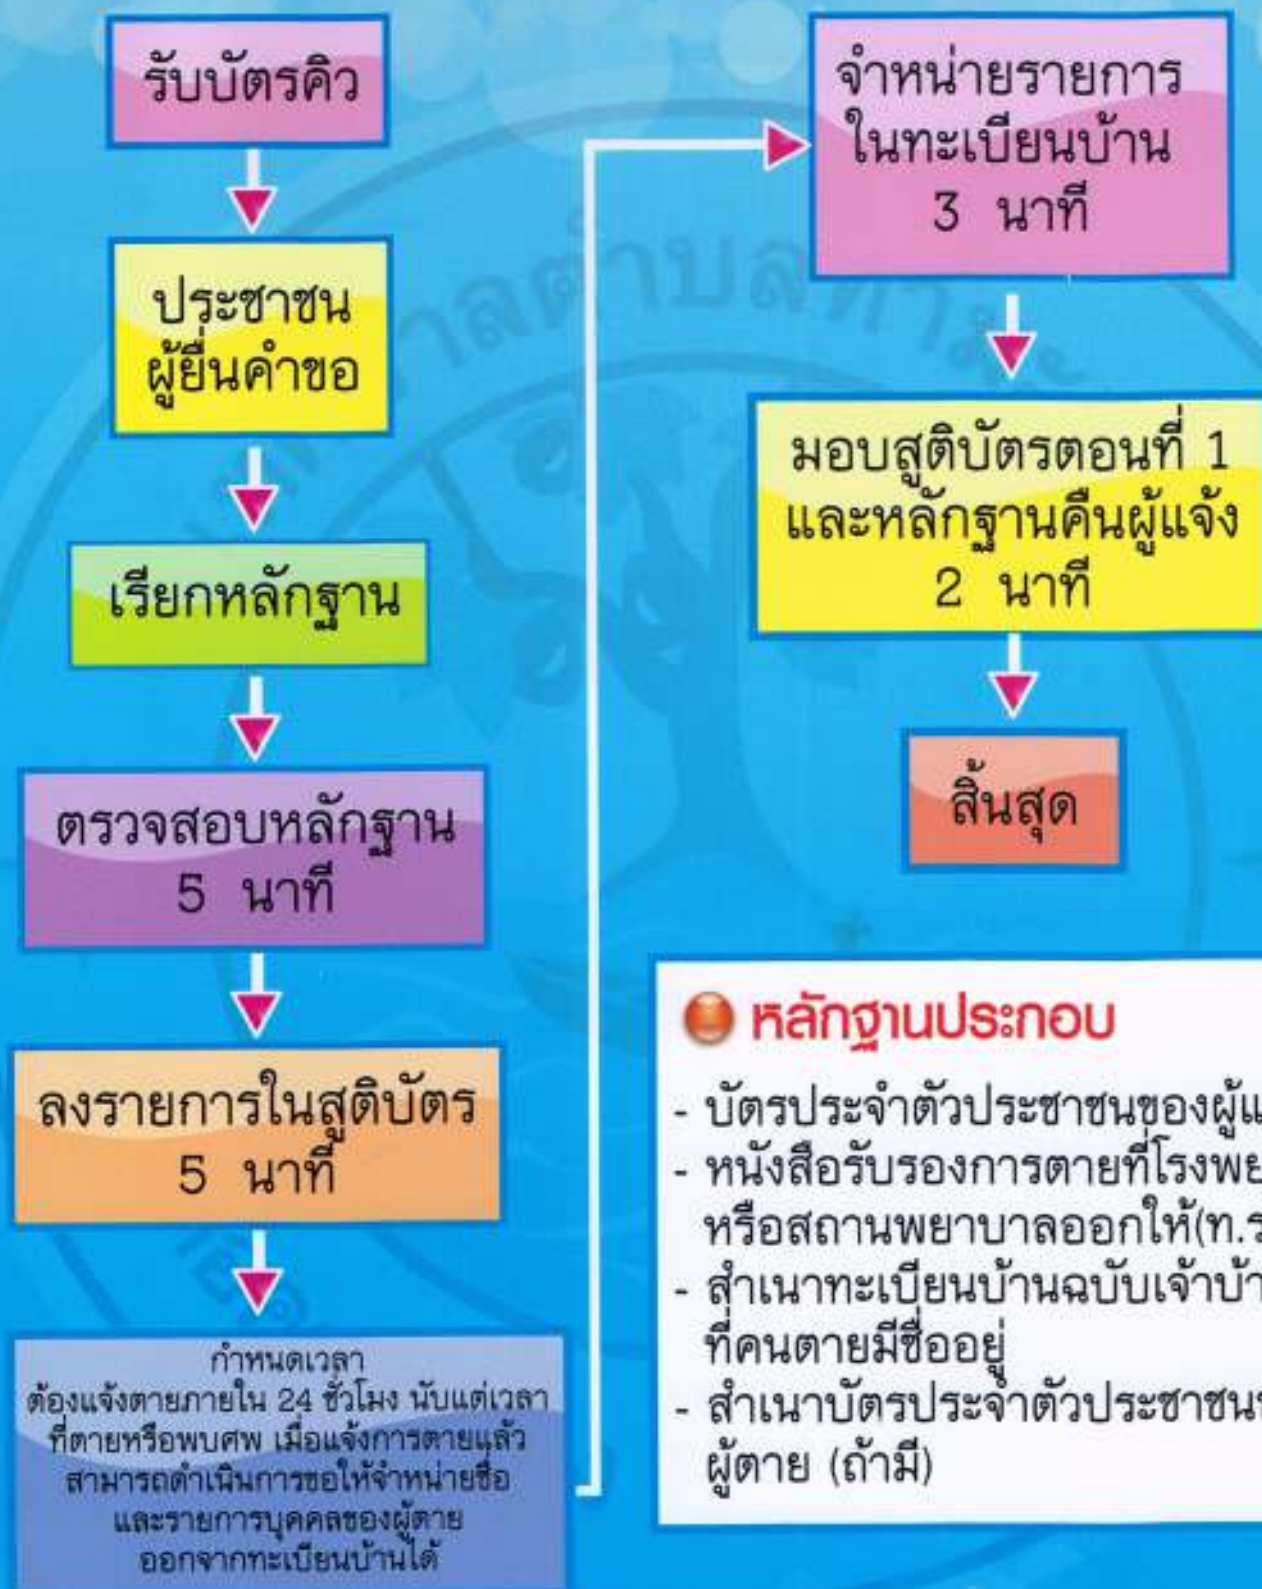 รับบัตรคิว
ประชาชน
ผู้ยื่นคำขอ
เรียกหลักฐาน
ตรวจสอบหลักฐาน
5 นาที
ลงรายการในสูติบัตร
5 นาที
กำหนดเวลา
ต้องแจ้งตายภายใน 24 ชั่วโมง นับแต่เวลา
ที่ตายหรือพบศพ เมื่อแจ้งการตายแล้ว
สามารถดำเนินการขอให้จำหน่ายชื่อ
และรายการบุคคลของผู้ตาย
ออกจากทะเบียนบ้านได้
จำหน่ายรายการ
ในทะเบียนบ้าน
3 นาที
มอบสูติบัตรตอนที่ 1
และหลักฐานคืนผู้แจ้ง
2 นาที
สิ้นสุด
หลักฐานประกอบ
- บัตรประจำตัวประชาชนของ
- หนังสือรับรองการตายที่
หรือสถานพยาบาลออกให้
- สำเนาทะเบียนบ้านฉบับ
ที่คนตายมีชื่ออยู่
- สำเนาบัตรประจำตัวประชาชน
ผู้ตาย (ถ้ามี)